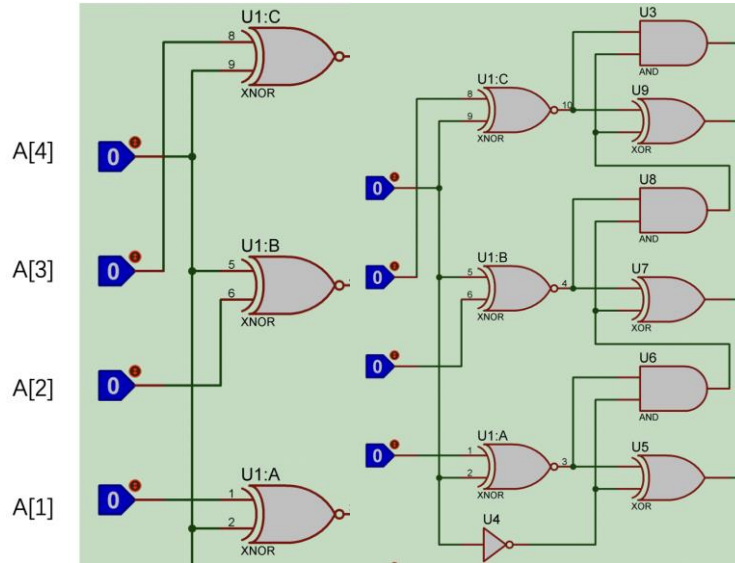 U1:C
8
9
XNOR
A[4]
0
A[3]
0
U1:B
5
6
XNOR
A[2]
0
A[1]
0
U1:A
1
2
XNOR
U3
AND
U1:C
8
9
10
XNOR
U9
XOR
0
U8
AND
0
U1:B
5
6
4
XNOR
U7
XOR
0
U6
AND
0
U1:A
1
2
3
XNOR
U5
XOR
U4